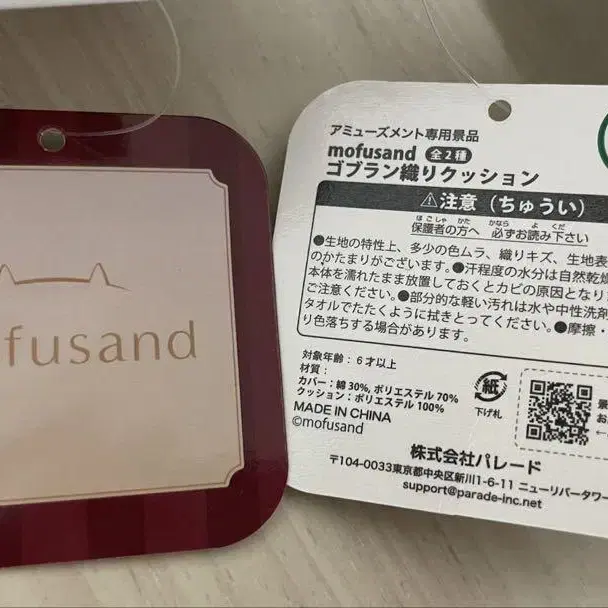 ofusand
アミューズメント専用景品
mofusand 全2種
ゴブラン織りクッション
⚠注意(ちゅうい)
保護者の方へ 必ずお読み下さい
●生地の特性上、多少の色ムラ、織りキズ、生地表
のかたまりがございます。●汗程度の水分は自然乾燥
本体を濡れたまま放置しておくとカビの原因となり
ご注意ください。●部分的な軽い汚れは水や中性洗剤
タオルでたたくように拭きとってください。●摩擦・
り色落ちする場合があります。
対象年齢:6才以上
材質:
カバー:綿 30%, ポリエステル 70%
クッション:ポリエステル 100%
MADE IN CHINA
©mofusand
紙
下げ札
株式会社パレード
〒104-0033東京都中央区新川1-6-11 ニューリバータワー
support@parade-inc.net